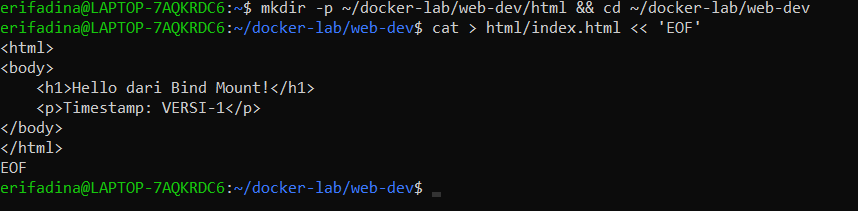 erifadina@LAPTOP-7AQKRDC6:~$ mkdir -p ~/docker-lab/web-dev/html && cd ~/docker-lab/web-dev
erifadina@LAPTOP-7AQKRDC6:~/docker-lab/web-dev$ cat > html/index.html << 'EOF'
<html>
<body>
    <h1>Hello dari Bind Mount!</h1>
    <p>Timestamp: VERSI-1</p>
</body>
</html>
EOF
erifadina@LAPTOP-7AQKRDC6:~/docker-lab/web-dev$